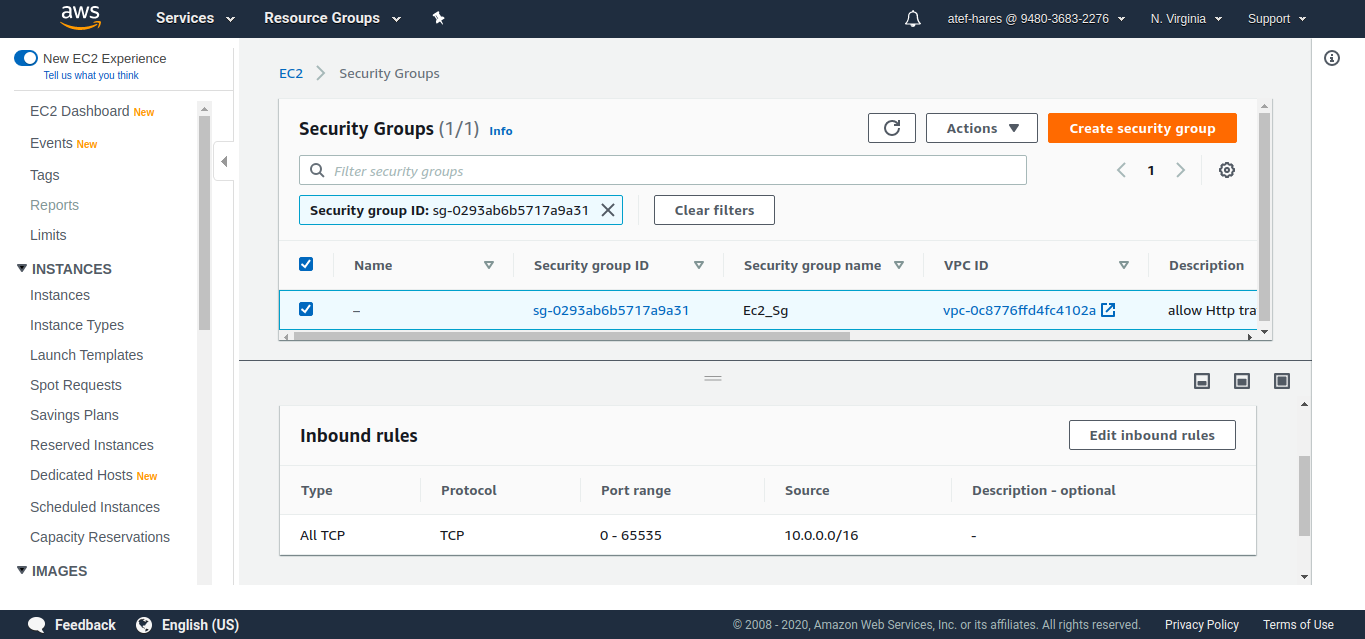 aws Services Resource Groups atef-hares @ 9480-3683-2276 N. Virginia Support
New EC2 Experience
Tell us what you think
EC2 Dashboard New
Events New
Tags
Reports
Limits
INSTANCES
Instances
Instance Types
Launch Templates
Spot Requests
Savings Plans
Reserved Instances
Dedicated Hosts New
Scheduled Instances
Capacity Reservations
IMAGES
EC2 > Security Groups
Security Groups (1/1) Info Actions Create security group
Filter security groups 1
Security group ID: sg-0293ab6b5717a9a31 Clear filters
Name Security group ID Security group name VPC ID Description
– sg-0293ab6b5717a9a31 Ec2_Sg vpc-0c8776ffd4fc4102a allow Http tra
Inbound rules Edit inbound rules
Type Protocol Port range Source Description - optional
All TCP TCP 0 - 65535 10.0.0.0/16 -
Feedback English (US) © 2008 - 2020, Amazon Web Services, Inc. or its affiliates. All rights reserved. Privacy Policy Terms of Use